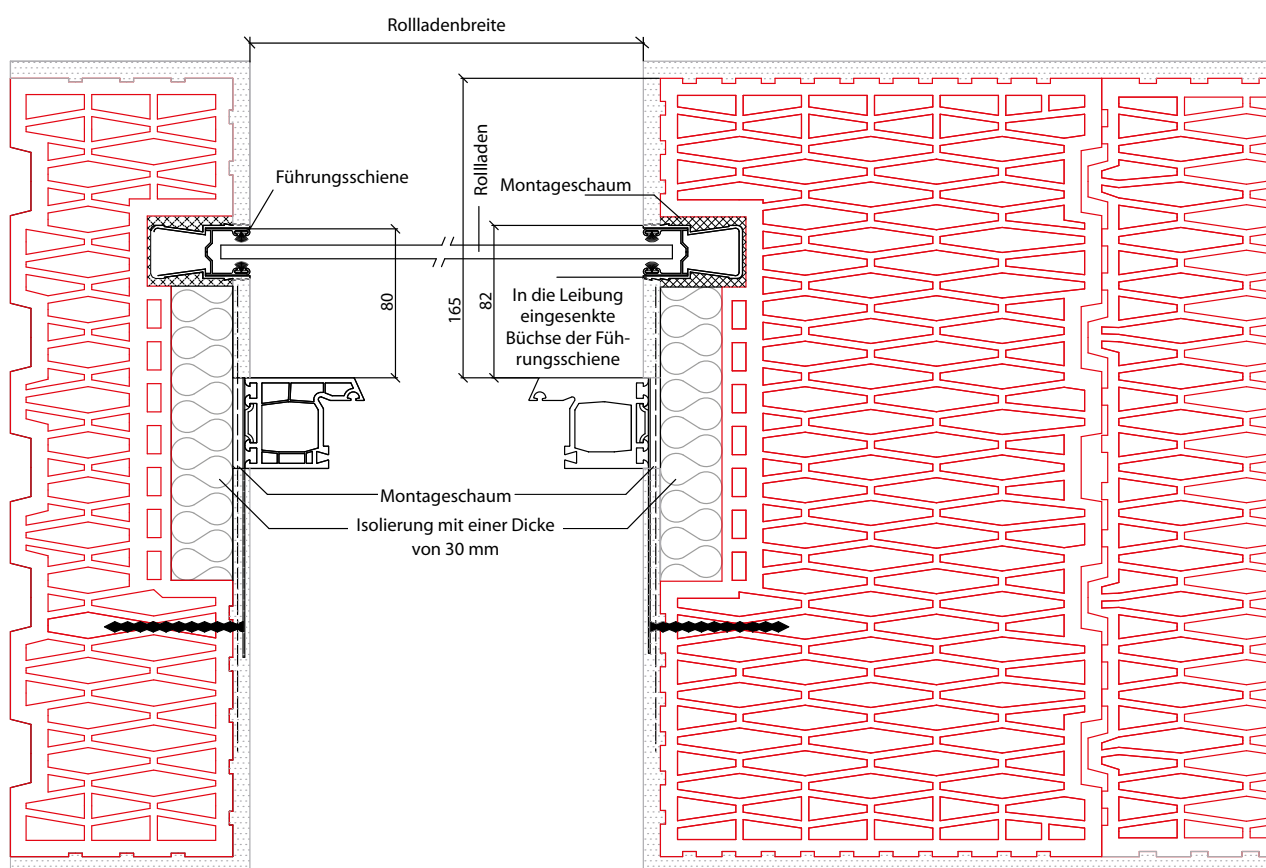 Rollladenbreite
Führungsschiene
Rollladen
Montageschaum
80
165
82
In die Leibung
eingesenkte
Büchse der Füh-
rungsschiene
Montageschaum
Isolierung mit einer Dicke
von 30 mm